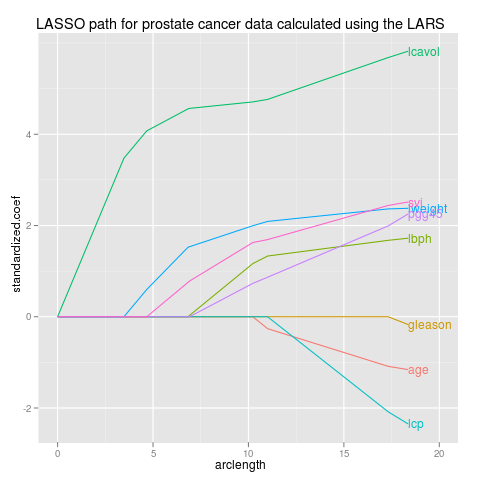 LASSO path for prostate cancer data calculated using the LARS
standardized.coef
4
2
0
-2
lcavol
svi
lweight
pgg45
lbph
gleason
age
lcp
0
5
10
15
20
arclength